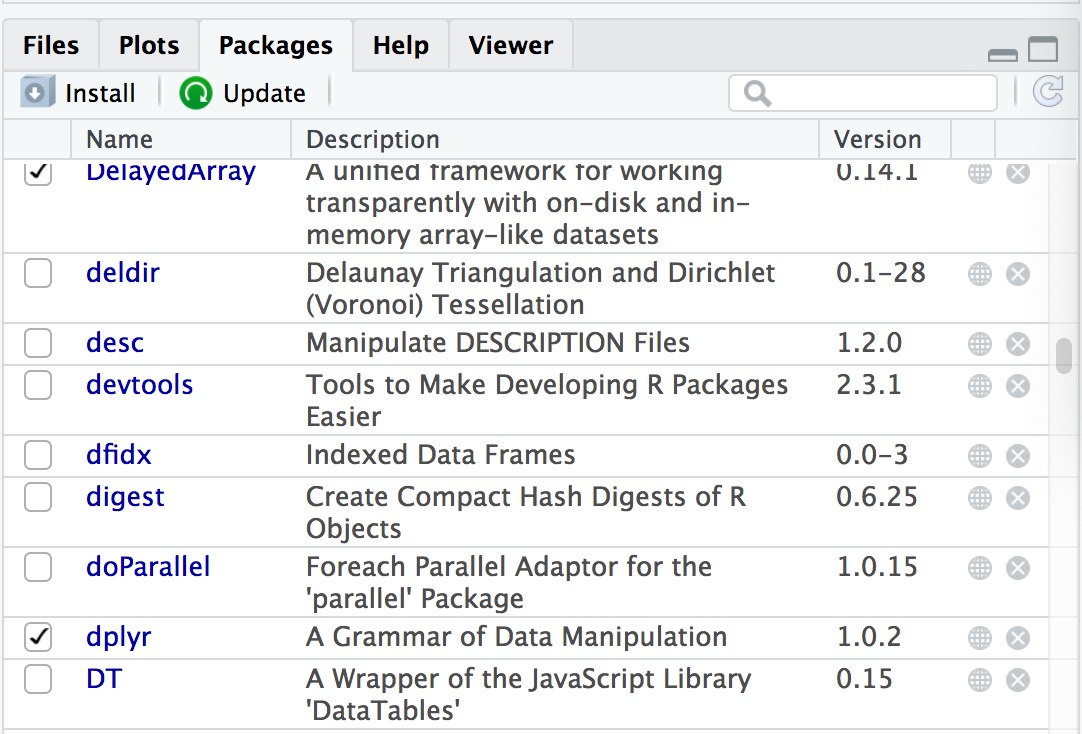 Files Plots Packages Help Viewer
Install Update
Name Description Version
DelayedArray A unified framework for working 0.14.1
transparently with on-disk and in-
memory array-like datasets
deldir Delaunay Triangulation and Dirichlet 0.1-28
(Voronoi) Tessellation
desc Manipulate DESCRIPTION Files 1.2.0
devtools Tools to Make Developing R Packages 2.3.1
Easier
dfidx Indexed Data Frames 0.0-3
digest Create Compact Hash Digests of R 0.6.25
Objects
doParallel Foreach Parallel Adaptor for the 1.0.15
'parallel' Package
dplyr A Grammar of Data Manipulation 1.0.2
DT A Wrapper of the JavaScript Library 0.15
'DataTables'